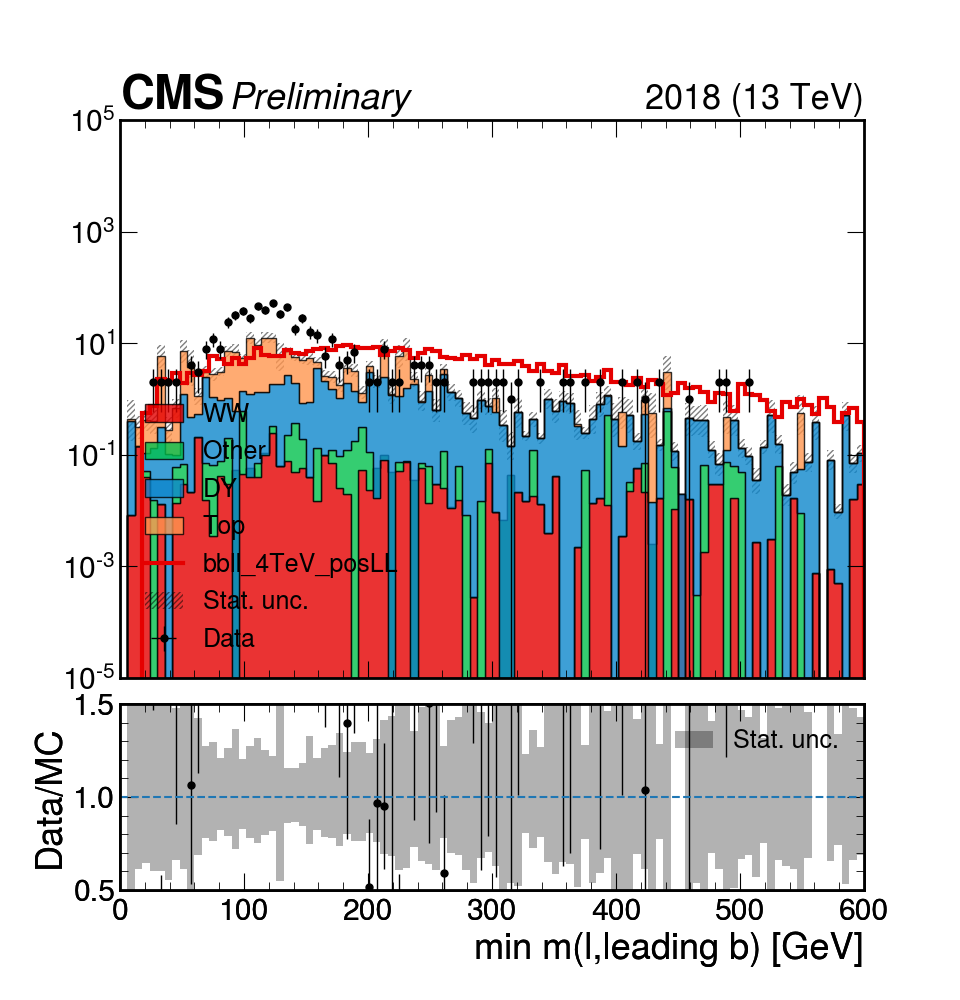 CMS Preliminary 2018 (13 TeV)
10^5
10^3
10^1
10^-1
10^-3
10^-5
WW
Other
DY
Top
bbll_4TeV_posLL
Stat. unc.
Data
1.5
1.0
0.5
Data/MC
Stat. unc.
0 100 200 300 400 500 600
min m(l,leading b) [GeV]